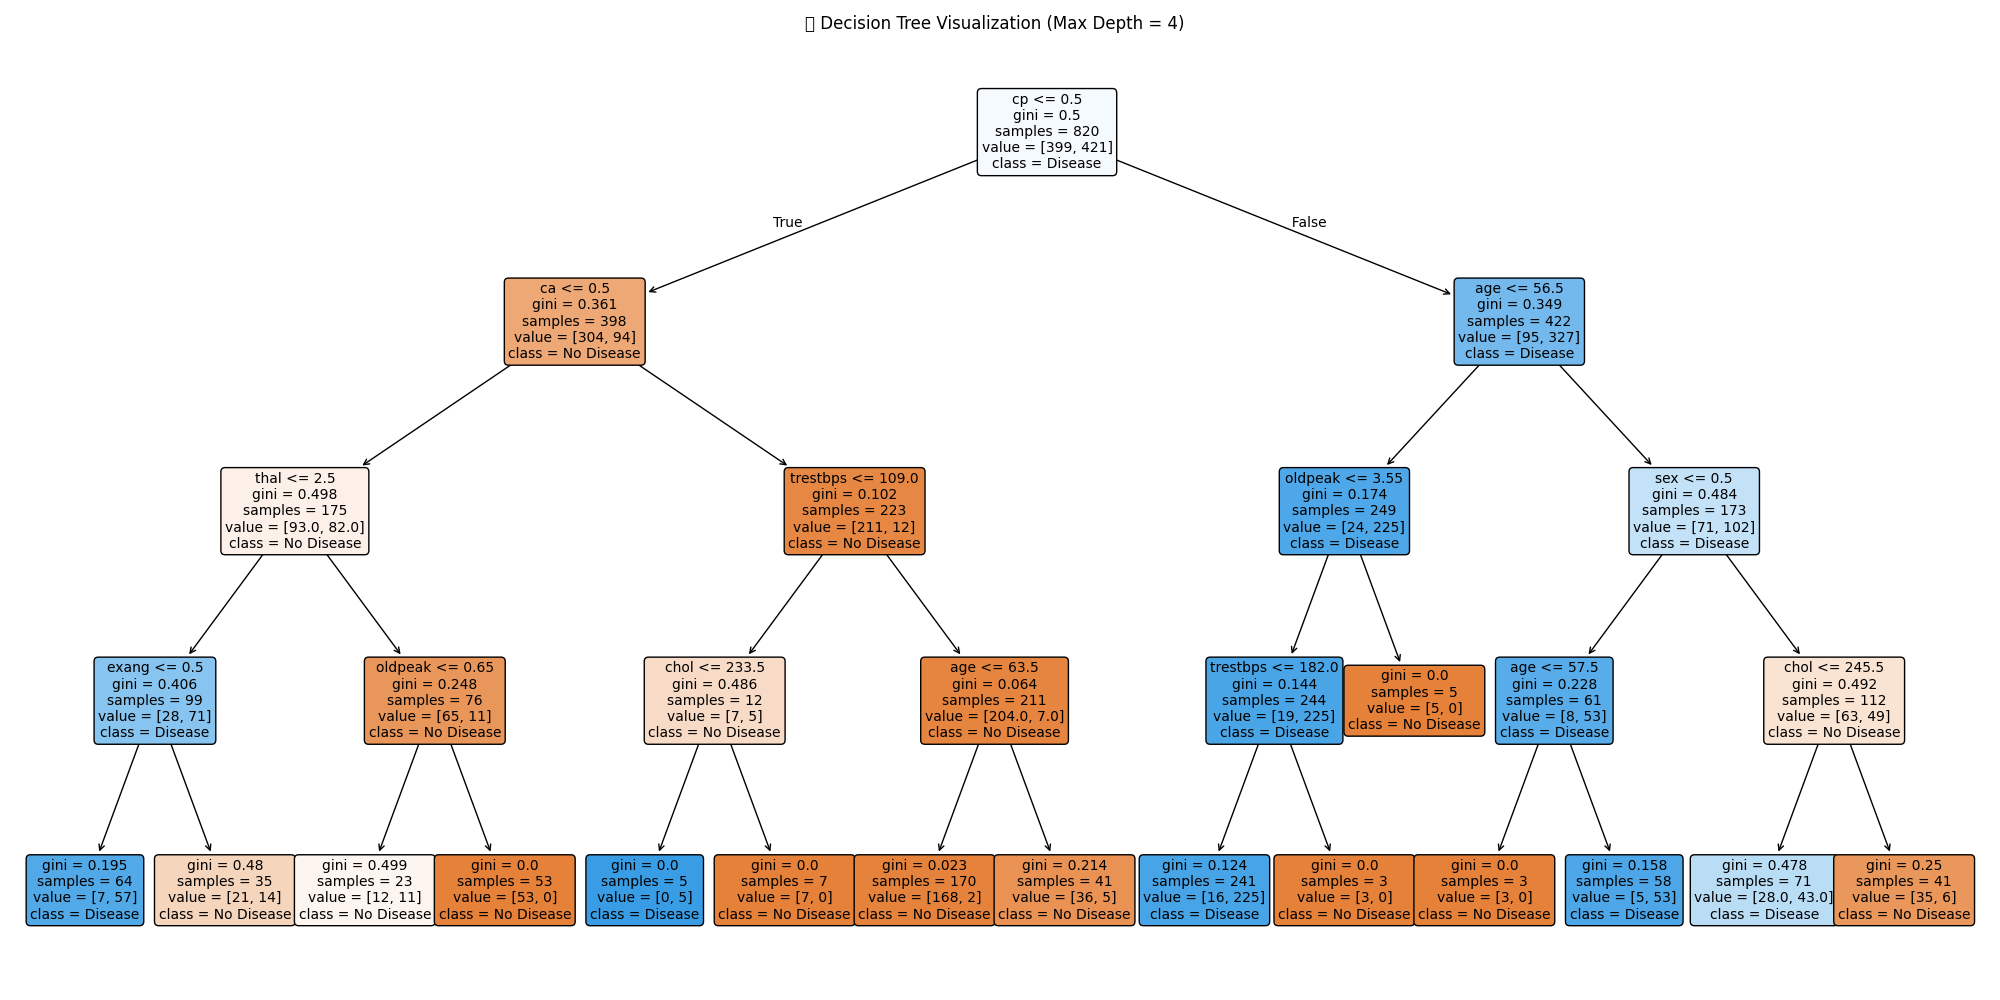 ▯ Decision Tree Visualization (Max Depth = 4)
cp <= 0.5
gini = 0.5
samples = 820
value = [399, 421]
class = Disease
True
False
ca <= 0.5
gini = 0.361
samples = 398
value = [304, 94]
class = No Disease
age <= 56.5
gini = 0.349
samples = 422
value = [95, 327]
class = Disease
thal <= 2.5
gini = 0.498
samples = 175
value = [93.0, 82.0]
class = No Disease
trestbps <= 109.0
gini = 0.102
samples = 223
value = [211, 12]
class = No Disease
oldpeak <= 3.55
gini = 0.174
samples = 249
value = [24, 225]
class = Disease
sex <= 0.5
gini = 0.484
samples = 173
value = [71, 102]
class = Disease
exang <= 0.5
gini = 0.406
samples = 99
value = [28, 71]
class = Disease
oldpeak <= 0.65
gini = 0.248
samples = 76
value = [65, 11]
class = No Disease
chol <= 233.5
gini = 0.486
samples = 12
value = [7, 5]
class = No Disease
age <= 63.5
gini = 0.064
samples = 211
value = [204.0, 7.0]
class = No Disease
trestbps <= 182.0
gini = 0.144
samples = 244
value = [19, 225]
class = Disease
gini = 0.0
samples = 5
value = [5, 0]
class = No Disease
age <= 57.5
gini = 0.228
samples = 61
value = [8, 53]
class = Disease
chol <= 245.5
gini = 0.492
samples = 112
value = [63, 49]
class = No Disease
gini = 0.195
samples = 64
value = [7, 57]
class = Disease
gini = 0.48
samples = 35
value = [21, 14]
class = No Disease
gini = 0.499
samples = 23
value = [12, 11]
class = No Disease
gini = 0.0
samples = 53
value = [53, 0]
class = No Disease
gini = 0.0
samples = 5
value = [0, 5]
class = Disease
gini = 0.0
samples = 7
value = [7, 0]
class = No Disease
gini = 0.023
samples = 170
value = [168, 2]
class = No Disease
gini = 0.214
samples = 41
value = [36, 5]
class = No Disease
gini = 0.124
samples = 241
value = [16, 225]
class = Disease
gini = 0.0
samples = 3
value = [3, 0]
class = No Disease
gini = 0.0
samples = 3
value = [3, 0]
class = No Disease
gini = 0.158
samples = 58
value = [5, 53]
class = Disease
gini = 0.478
samples = 71
value = [28.0, 43.0]
class = Disease
gini = 0.25
samples = 41
value = [35, 6]
class = No Disease